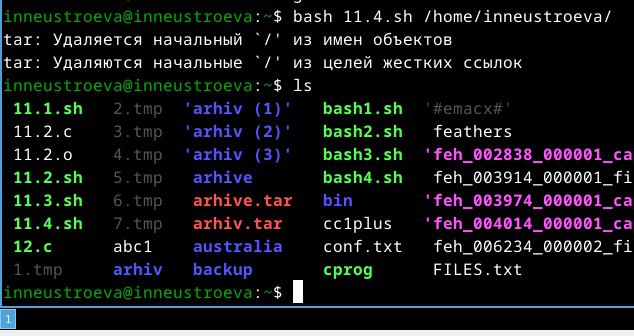 inneustroeva@inneustroeva:~$ bash 11.4.sh /home/inneustroeva/
tar: Удаляется начальный `/' из имен объектов
tar: Удаляются начальные `/' из целей жестких ссылок
inneustroeva@inneustroeva:~$ ls
11.1.sh 2.tmp 'arhiv (1)' bash1.sh '#emacx#'
11.2.c 3.tmp 'arhiv (2)' bash2.sh feathers
11.2.o 4.tmp 'arhiv (3)' bash3.sh 'feh_002838_000001_ca
11.2.sh 5.tmp arhive bash4.sh feh_003914_000001_fi
11.3.sh 6.tmp arhive.tar bin 'feh_003974_000001_ca
11.4.sh 7.tmp arhiv.tar cc1plus 'feh_004014_000001_ca
12.c abc1 australia conf.txt feh_006234_000002_fi
1.tmp arhiv backup cprog FILES.txt
inneustroeva@inneustroeva:~$
1